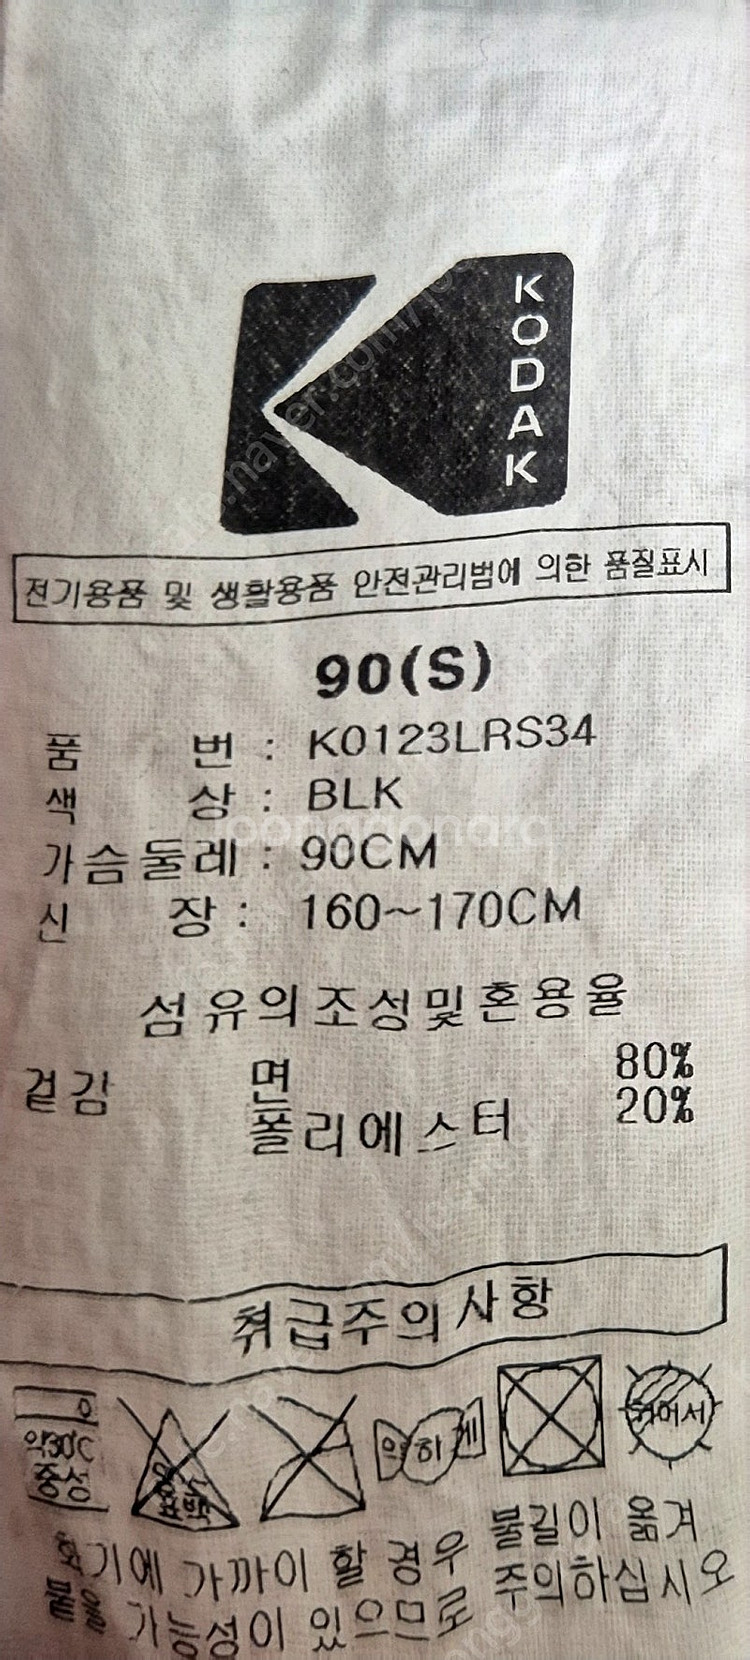 KODAK
전기용품 및 생활용품 안전관리법에 의한 품질표시
90(S)
품 번 : K0123LRS34
색 상 : BLK
가슴둘레 : 90CM
신 장 : 160~170CM
섬유의조성및혼용율
겉감 면 80%
폴리에스터 20%
취급주의사항
중성
약하게
뉘어서
화기에 가까이 할 경우 불길이 옮겨
붙을 가능성이 있으므로 주의하십시오